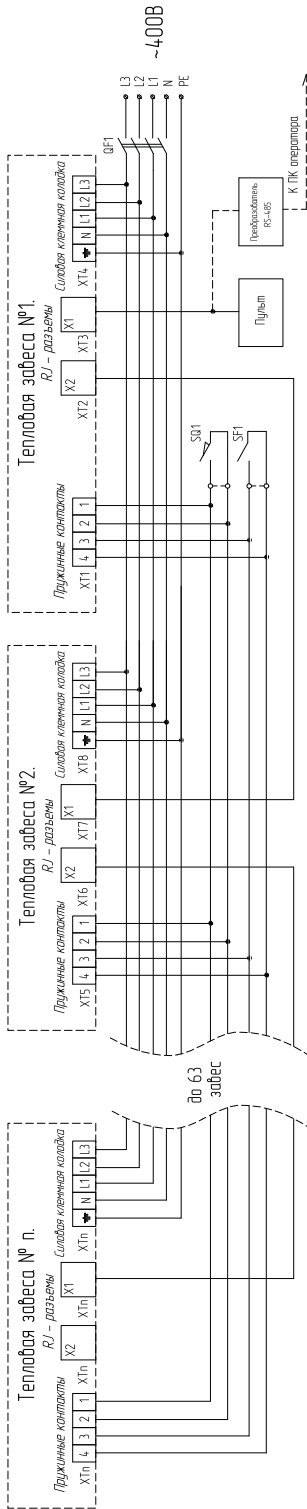 Тепловая завеса № п.
RJ - разъемы
Пружинные контакты
Силовая клеммная колодка
4 3 2 1
X2
X1
N L1 L2 L3
XTп
XTп
XTп
XTп
до 63
завес
Тепловая завеса №2.
RJ - разъемы
Пружинные контакты
Силовая клеммная колодка
4 3 2 1
X2
X1
N L1 L2 L3
XT5
XT6
XT7
XT8
Тепловая завеса №1.
RJ - разъемы
Пружинные контакты
Силовая клеммная колодка
4 3 2 1
X2
X1
N L1 L2 L3
XT1
XT2
XT3
XT4
QF1
~400В
L3
L2
L1
N
PE
SQ1
SF1
Пульт
Преобразователь
RS-485
К ПК оператора